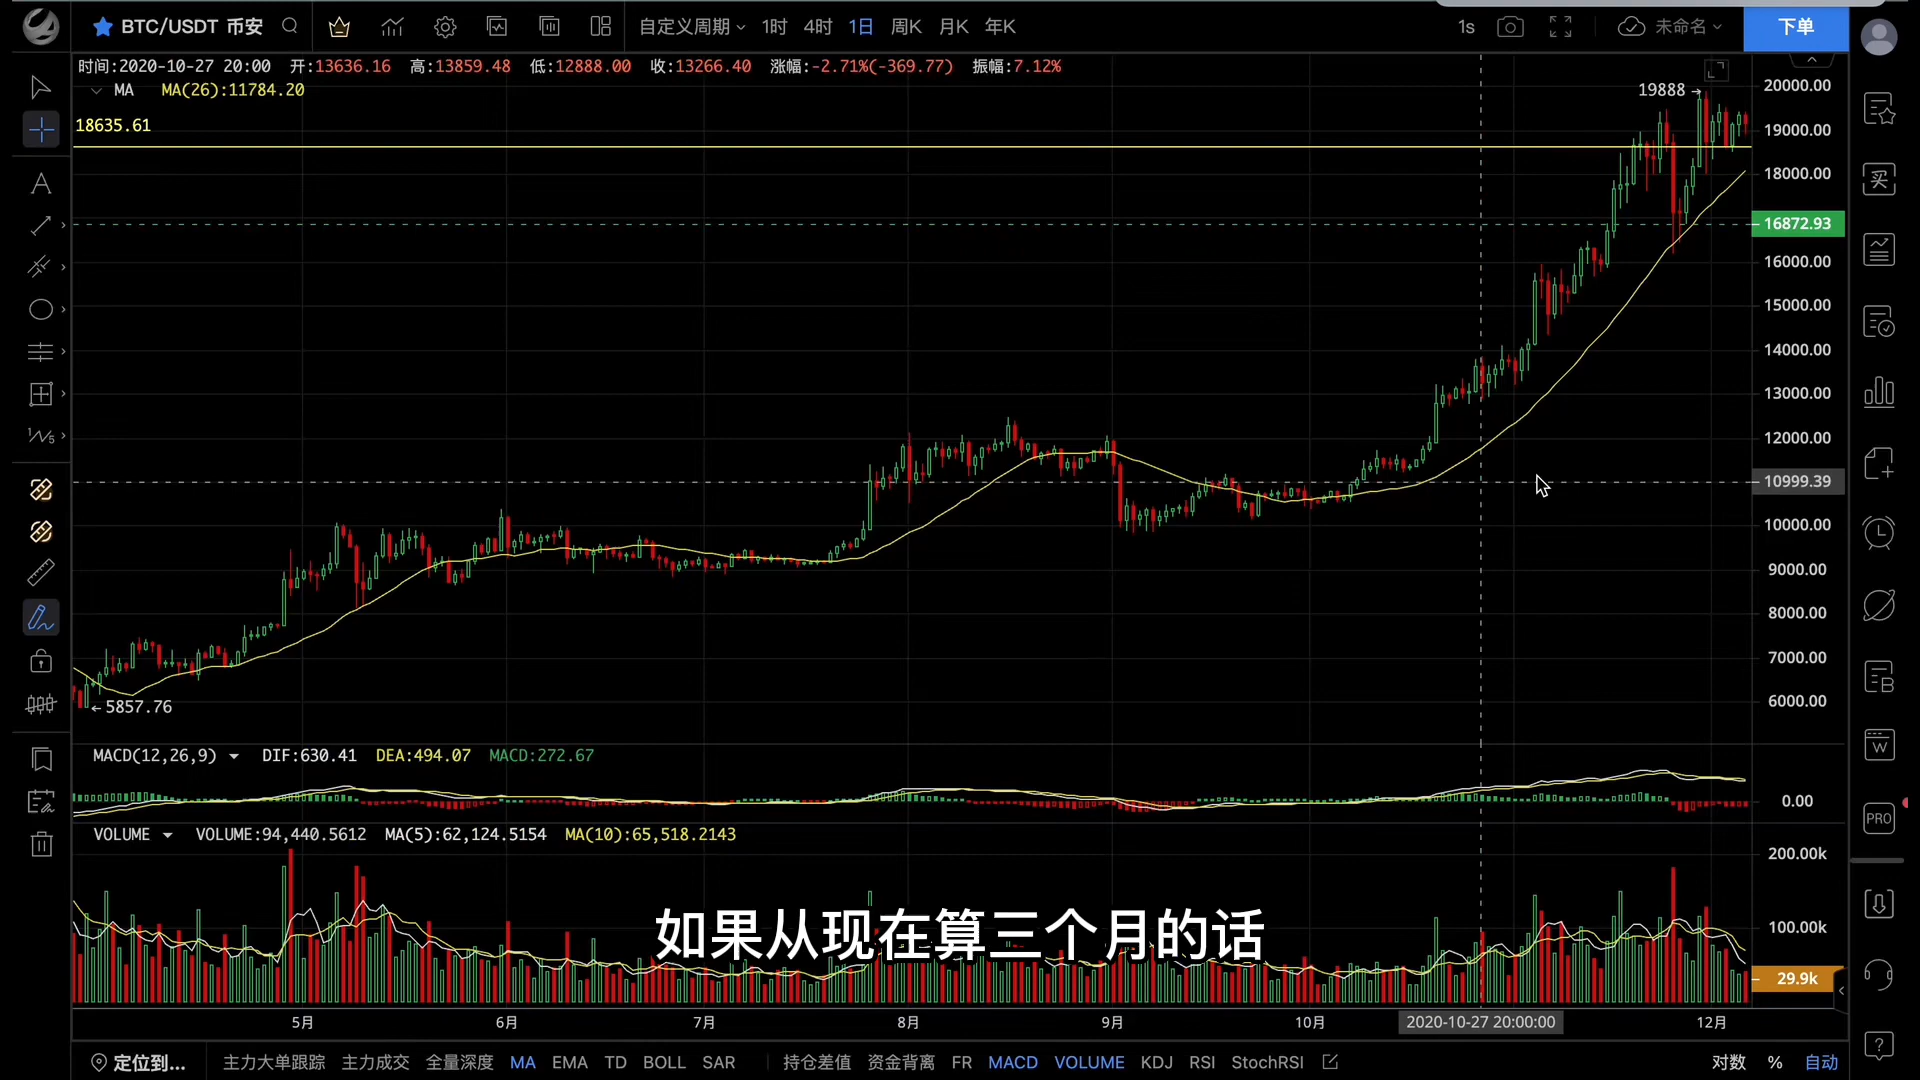 BTC/USDT 币安 自定义周期 1时 4时 1日 周K 月K 年K 1s 未命名 下单
时间:2020-10-27 20:00 开:13636.16 高:13859.48 低:12888.00 收:13266.40 涨幅:-2.71%(-369.77) 振幅:7.12%
MA MA(26):11784.20
18635.61
19888
20000.00
19000.00
18000.00
16872.93
16000.00
15000.00
14000.00
13000.00
12000.00
10999.39
10000.00
9000.00
8000.00
7000.00
6000.00
5857.76
买
A
B
W
PRO
MACD(12,26,9) DIF:630.41 DEA:494.07 MACD:272.67
0.00
VOLUME VOLUME:94,440.5612 MA(5):62,124.5154 MA(10):65,518.2143
200.00k
100.00k
29.9k
如果从现在算三个月的话
5月 6月 7月 8月 9月 10月 2020-10-27 20:00:00 12月
定位到... 主力大单跟踪 主力成交 全量深度 MA EMA TD BOLL SAR 持仓差值 资金背离 FR MACD VOLUME KDJ RSI StochRSI 对数 % 自动
?